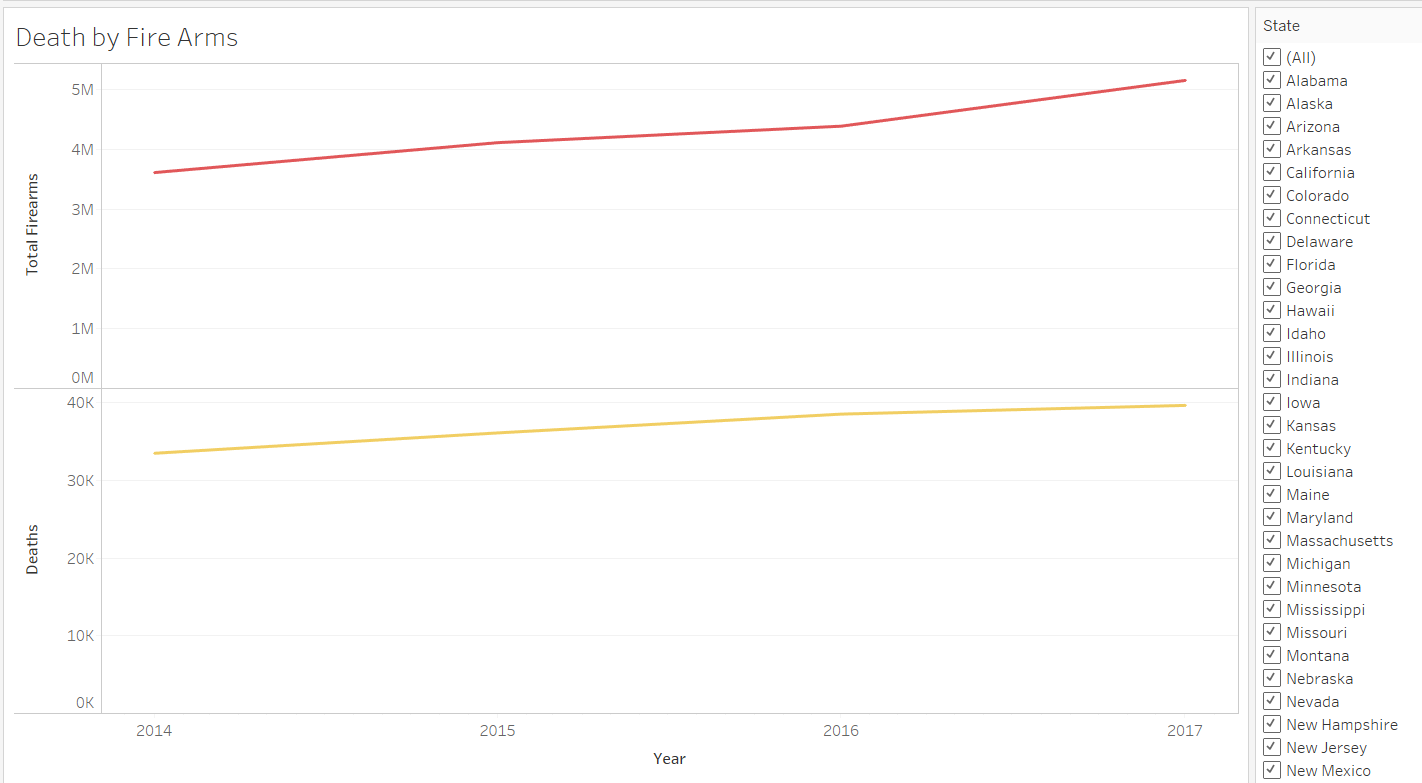 Death by Fire Arms
Total Firearms
5M
4M
3M
2M
1M
0M
Deaths
40K
30K
20K
10K
0K
2014 2015 2016 2017
Year
State
(All)
Alabama
Alaska
Arizona
Arkansas
California
Colorado
Connecticut
Delaware
Florida
Georgia
Hawaii
Idaho
Illinois
Indiana
Iowa
Kansas
Kentucky
Louisiana
Maine
Maryland
Massachusetts
Michigan
Minnesota
Mississippi
Missouri
Montana
Nebraska
Nevada
New Hampshire
New Jersey
New Mexico